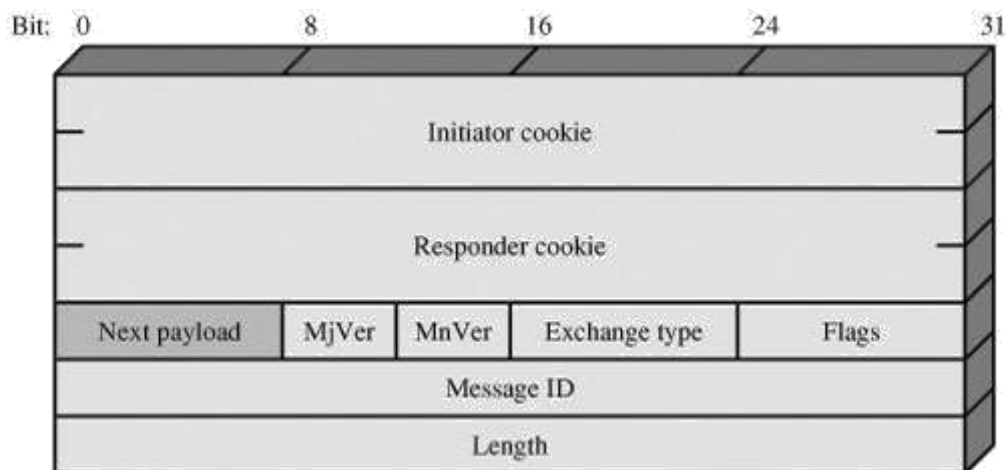 Bit: 0 8 16 24 31
Initiator cookie
Responder cookie
Next payload MjVer MnVer Exchange type Flags
Message ID
Length